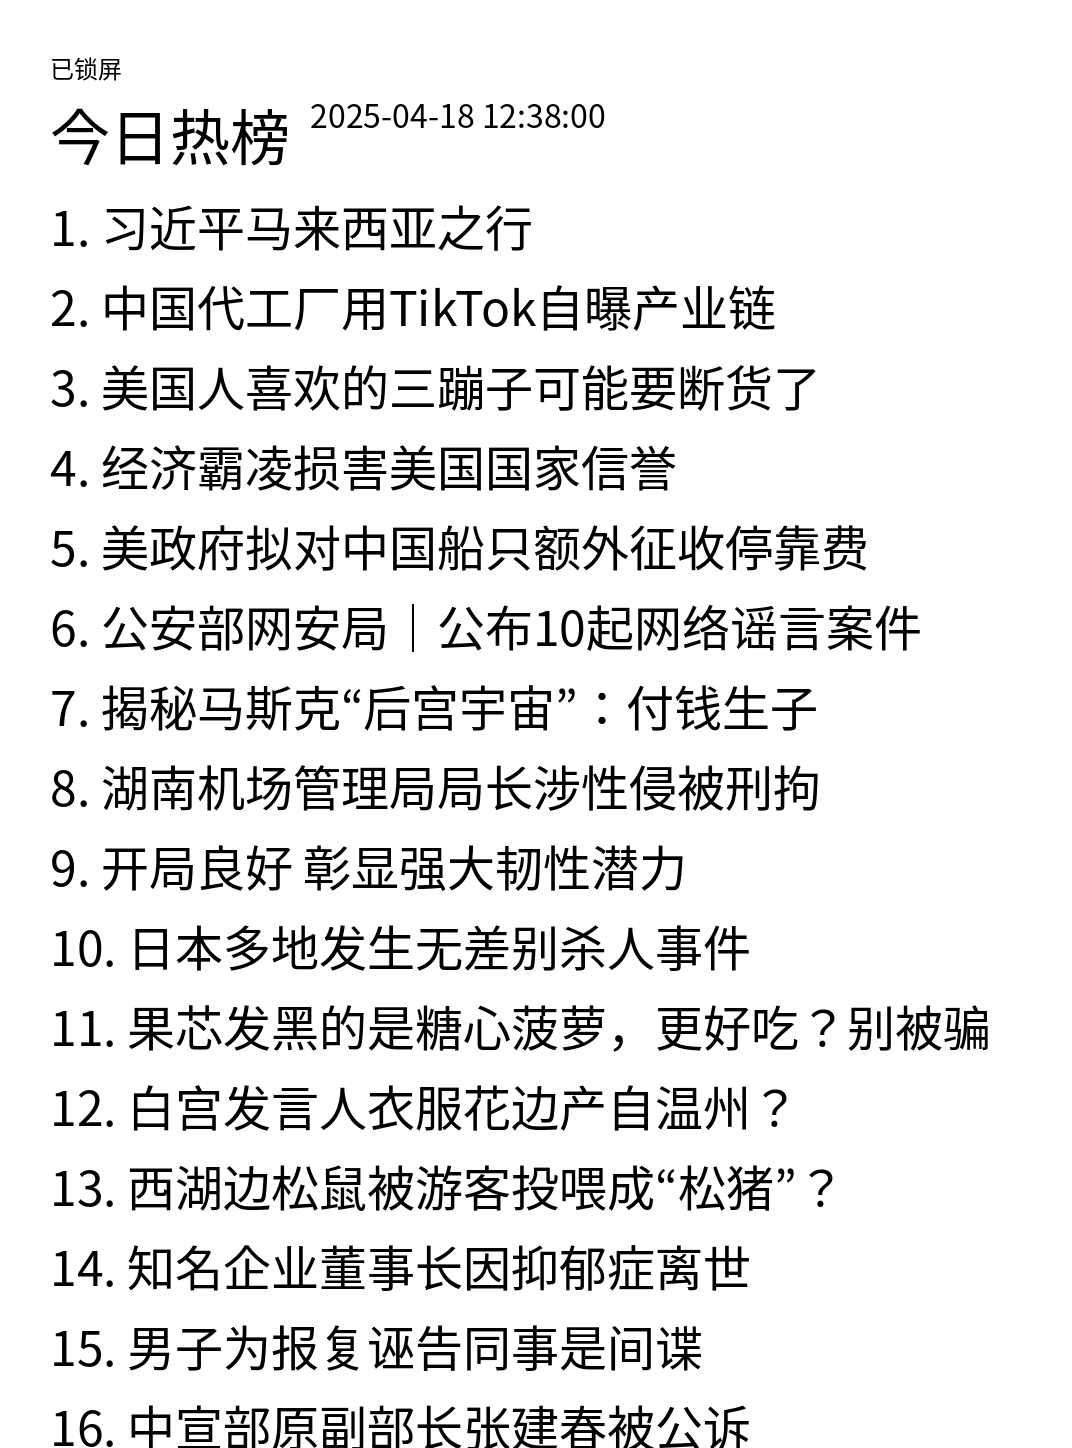 已锁屏
今日热榜 2025-04-18 12:38:00
1. 习近平马来西亚之行
2. 中国代工厂用TikTok自曝产业链
3. 美国人喜欢的三蹦子可能要断货了
4. 经济霸凌损害美国国家信誉
5. 美政府拟对中国船只额外征收停靠费
6. 公安部网安局｜公布10起网络谣言案件
7. 揭秘马斯克“后宫宇宙”：付钱生子
8. 湖南机场管理局局长涉性侵被刑拘
9. 开局良好 彰显强大韧性潜力
10. 日本多地发生无差别杀人事件
11. 果芯发黑的是糖心菠萝，更好吃？别被骗
12. 白宫发言人衣服花边产自温州？
13. 西湖边松鼠被游客投喂成“松猪”？
14. 知名企业董事长因抑郁症离世
15. 男子为报复诬告同事是间谍
16. 中宣部原副部长张建春被公诉